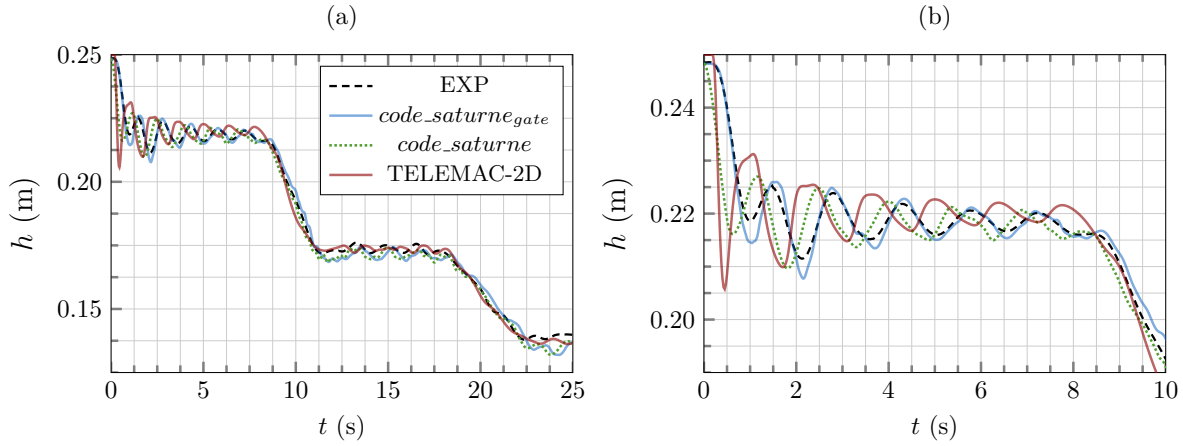 (a)
(b)
0.25
0.20
0.15
h (m)
0 5 10 15 20 25
t (s)
EXP
code_saturne_gate
code_saturne
TELEMAC-2D
0.24
0.22
0.20
h (m)
0 2 4 6 8 10
t (s)